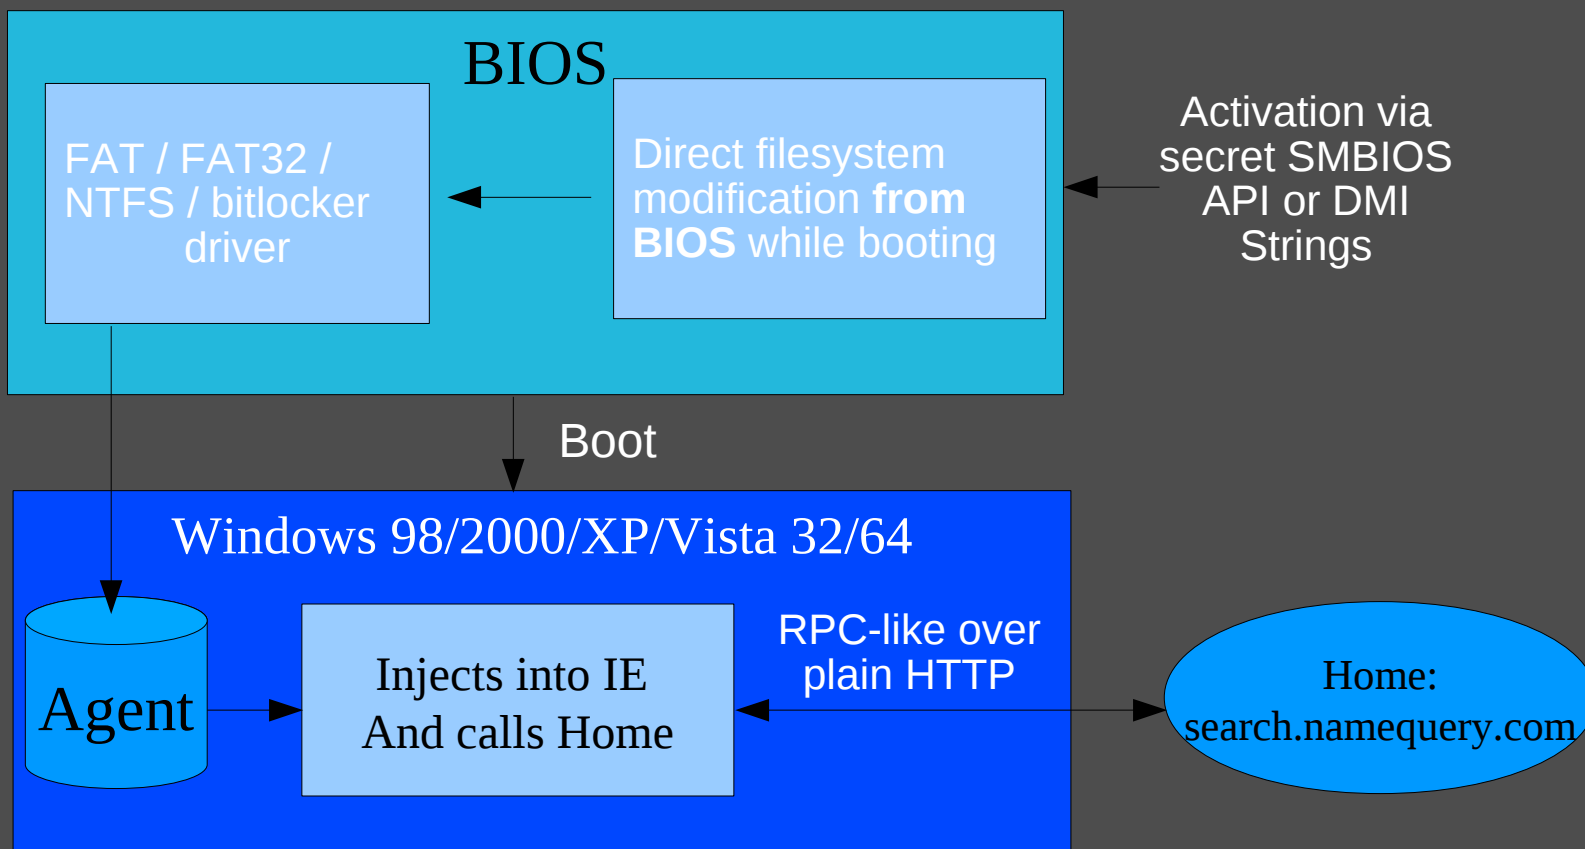 BIOS
FAT / FAT32 /
NTFS / bitlocker
driver
Direct filesystem
modification from
BIOS while booting
Activation via
secret SMBIOS
API or DMI
Strings
Boot
Windows 98/2000/XP/Vista 32/64
Agent
Injects into IE
And calls Home
RPC-like over
plain HTTP
Home:
search.namequery.com